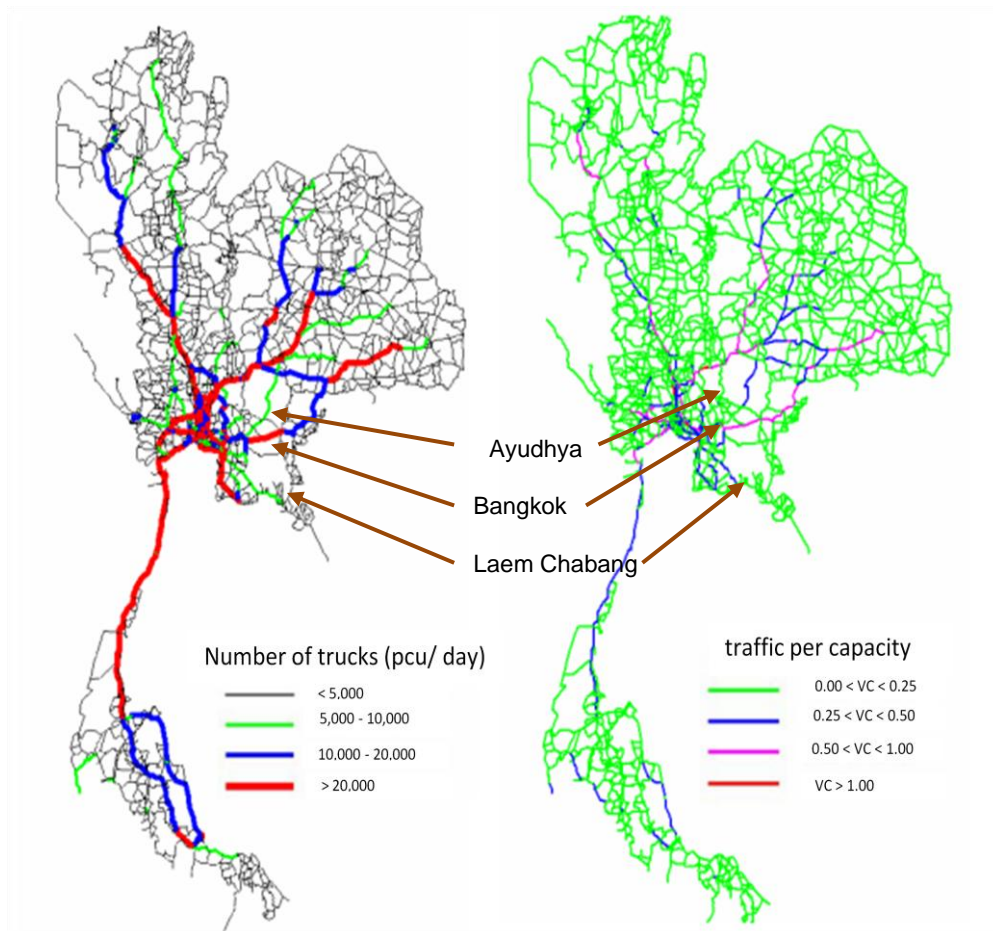 Ayudhya
Bangkok
Laem Chabang
Number of trucks (pcu/ day)
< 5,000
5,000 - 10,000
10,000 - 20,000
> 20,000
traffic per capacity
0.00 < VC < 0.25
0.25 < VC < 0.50
0.50 < VC < 1.00
VC > 1.00